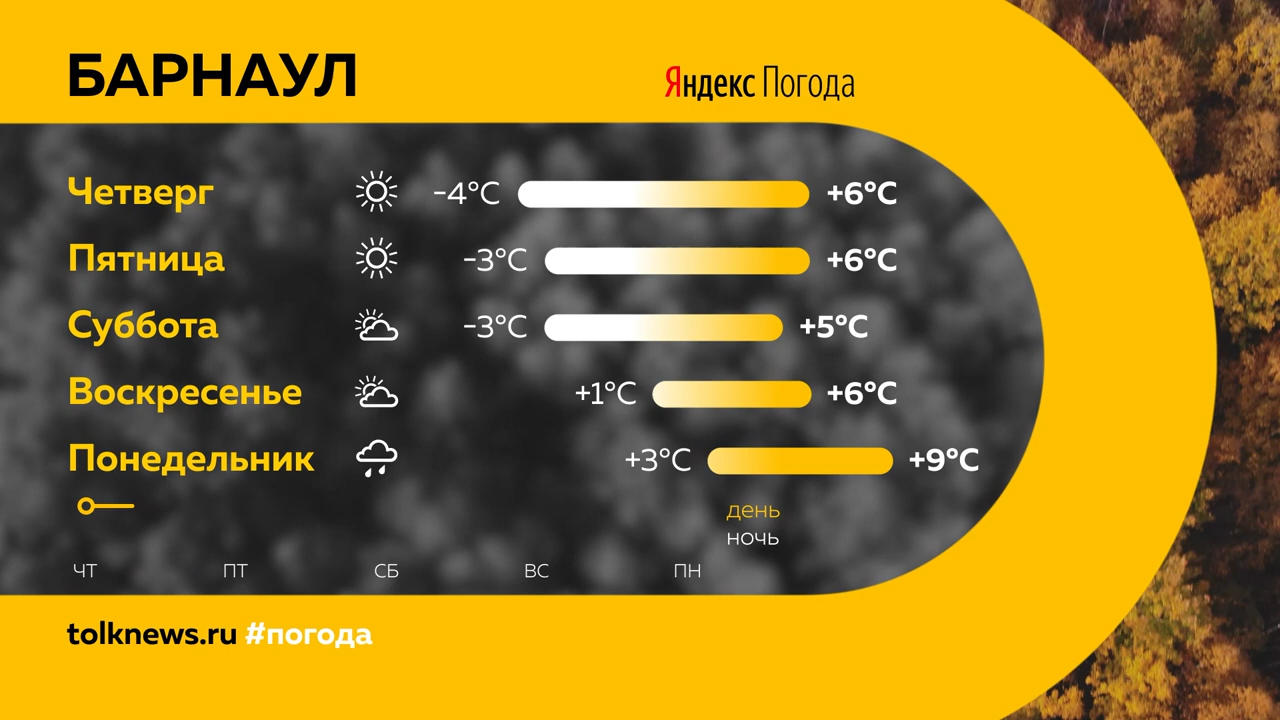 БАРНАУЛ
Яндекс Погода
Четверг -4°C +6°C
Пятница -3°C +6°C
Суббота -3°C +5°C
Воскресенье +1°C +6°C
Понедельник +3°C +9°C
день
ночь
ЧТ ПТ СБ ВС ПН
tolknews.ru #погода